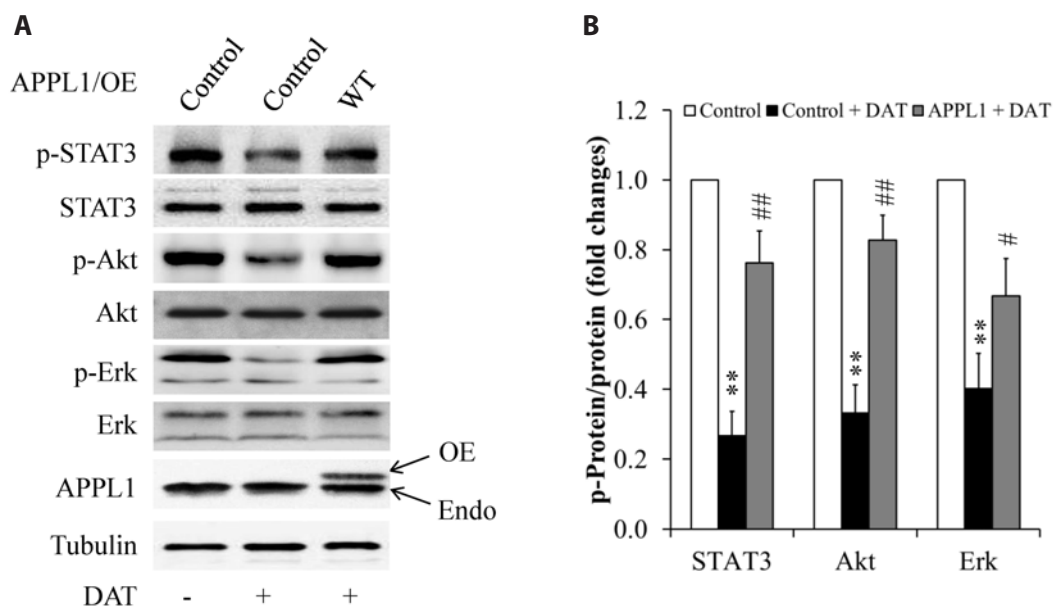 A
APPL1/OE Control Control WT
p-STAT3
STAT3
p-Akt
Akt
p-Erk
Erk
OE
APPL1
Endo
Tubulin
DAT - + +
B
p-Protein/protein (fold changes)
Control Control + DAT APPL1 + DAT
1.2
1.0
0.8
0.6
0.4
0.2
0.0
** ## ** ## ** #
STAT3 Akt Erk